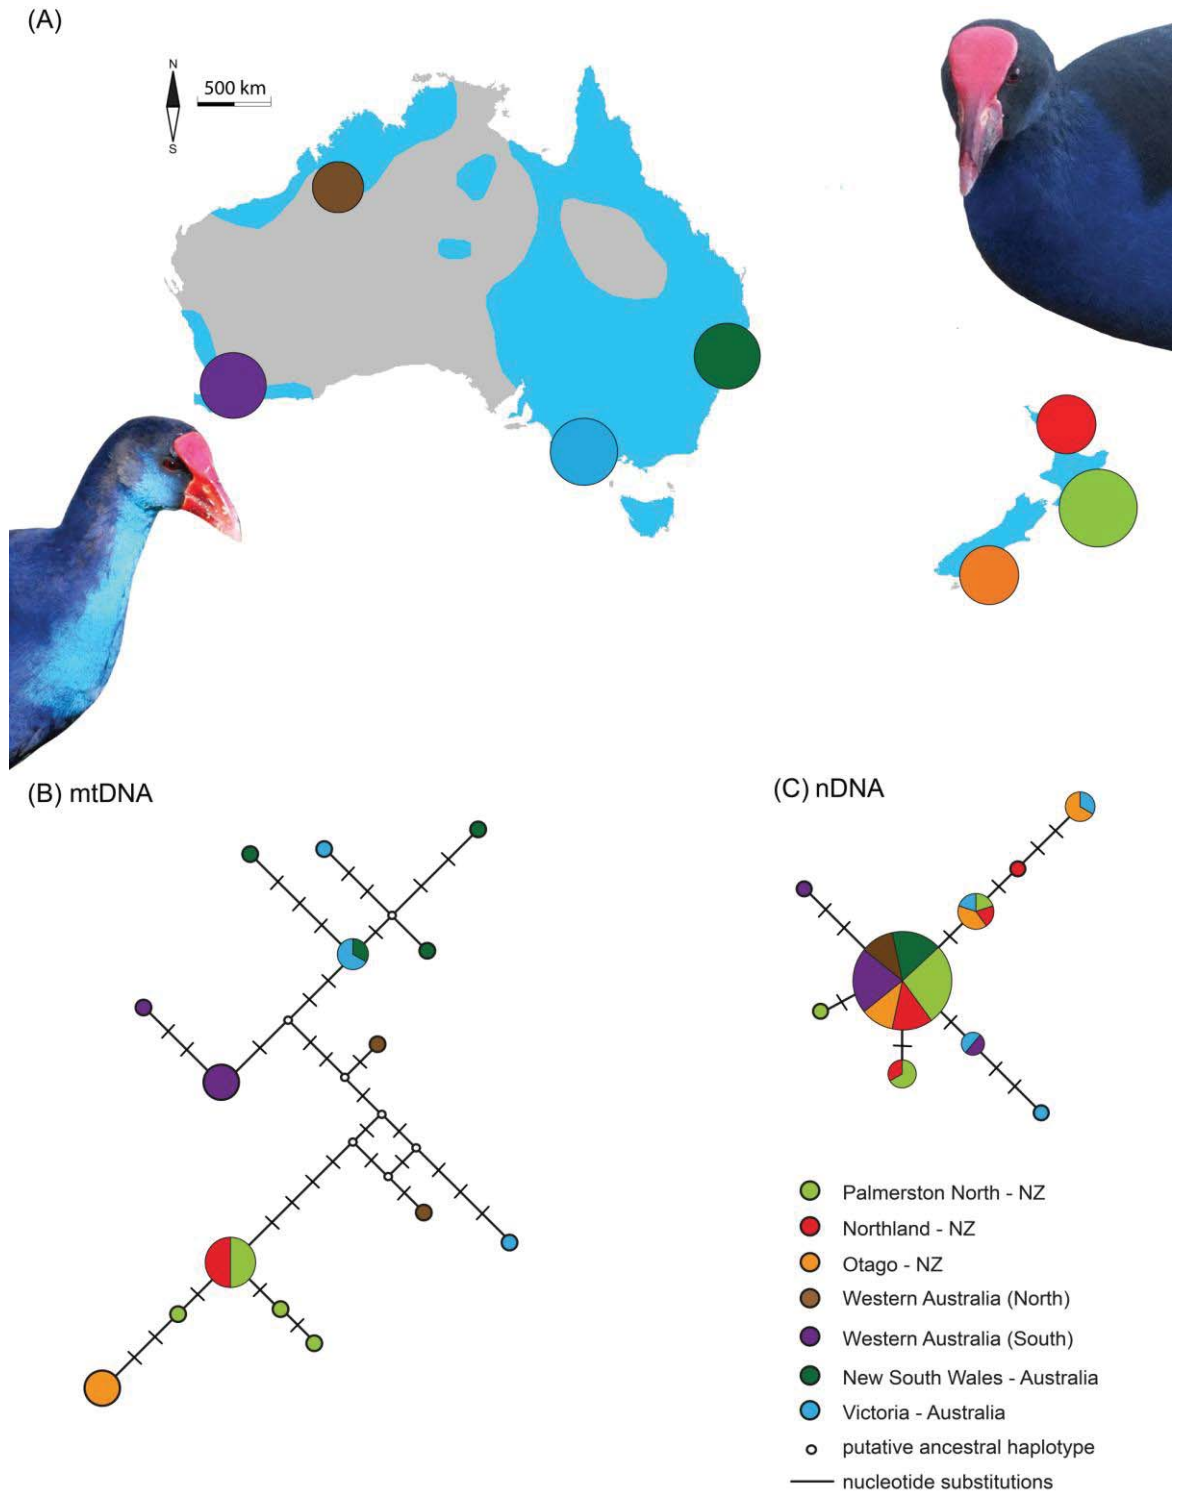 (A)
N
500 km
S
(B) mtDNA
(C) nDNA
Palmerston North - NZ
Northland - NZ
Otago - NZ
Western Australia (North)
Western Australia (South)
New South Wales - Australia
Victoria - Australia
putative ancestral haplotype
nucleotide substitutions